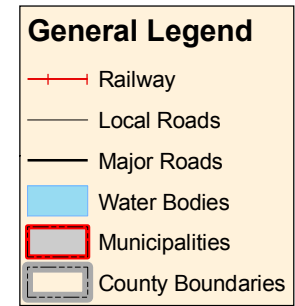 General Legend
Railway
Local Roads
Major Roads
Water Bodies
Municipalities
County Boundaries